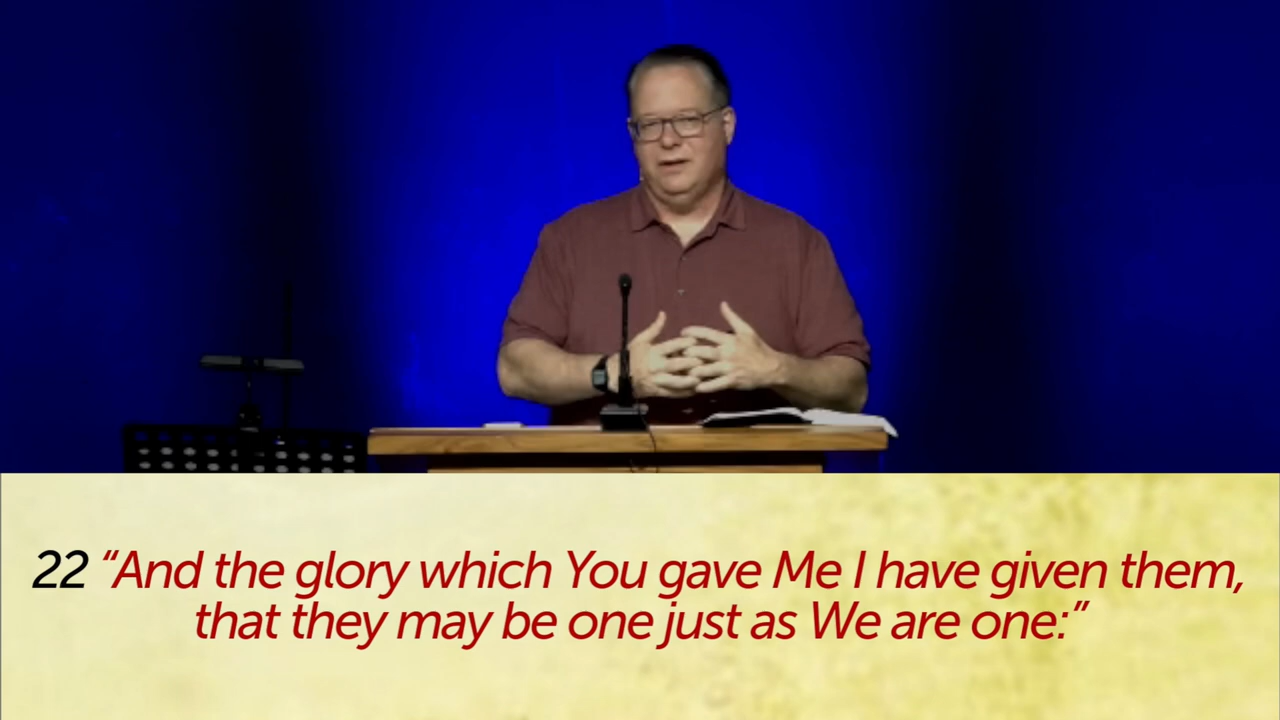 22 “And the glory which You gave Me I have given them,
that they may be one just as We are one:”